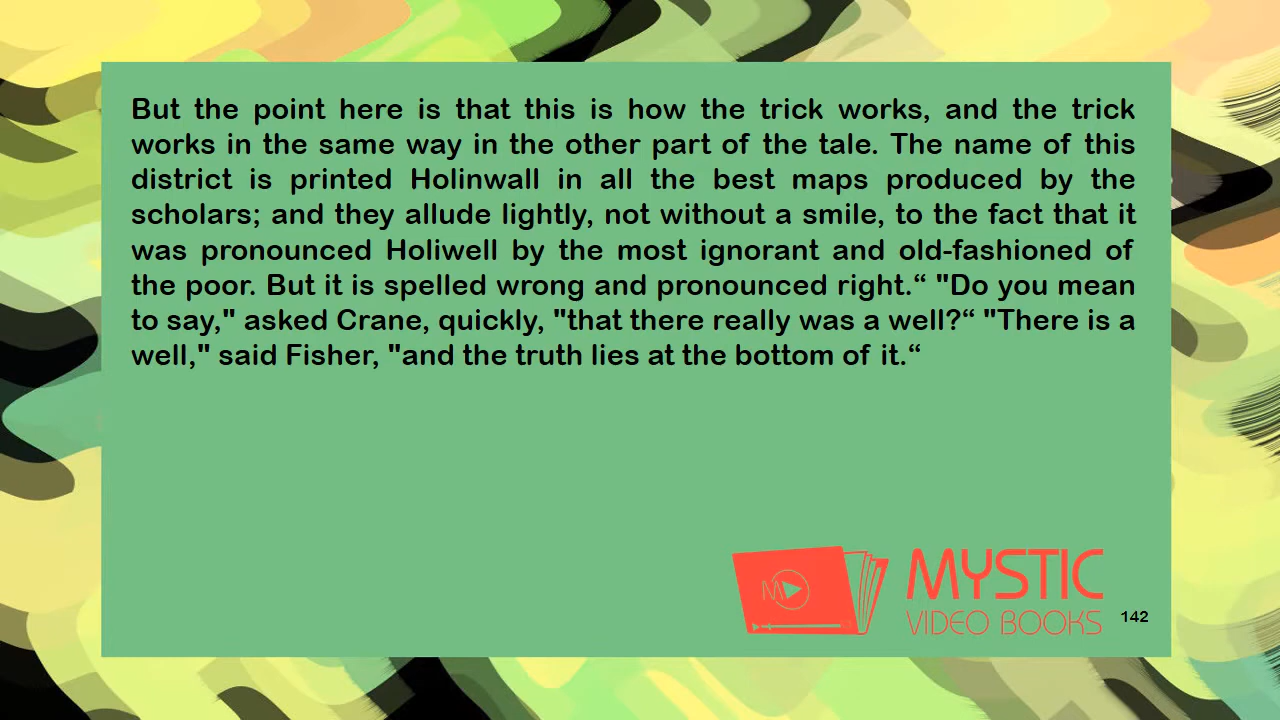 But the point here is that this is how the trick works, and the trick
works in the same way in the other part of the tale. The name of this
district is printed Holinwall in all the best maps produced by the
scholars; and they allude lightly, not without a smile, to the fact that it
was pronounced Holiwell by the most ignorant and old-fashioned of
the poor. But it is spelled wrong and pronounced right.“ "Do you mean
to say," asked Crane, quickly, "that there really was a well?“ "There is a
well," said Fisher, "and the truth lies at the bottom of it.“
M
MYSTIC
VIDEO BOOKS
142